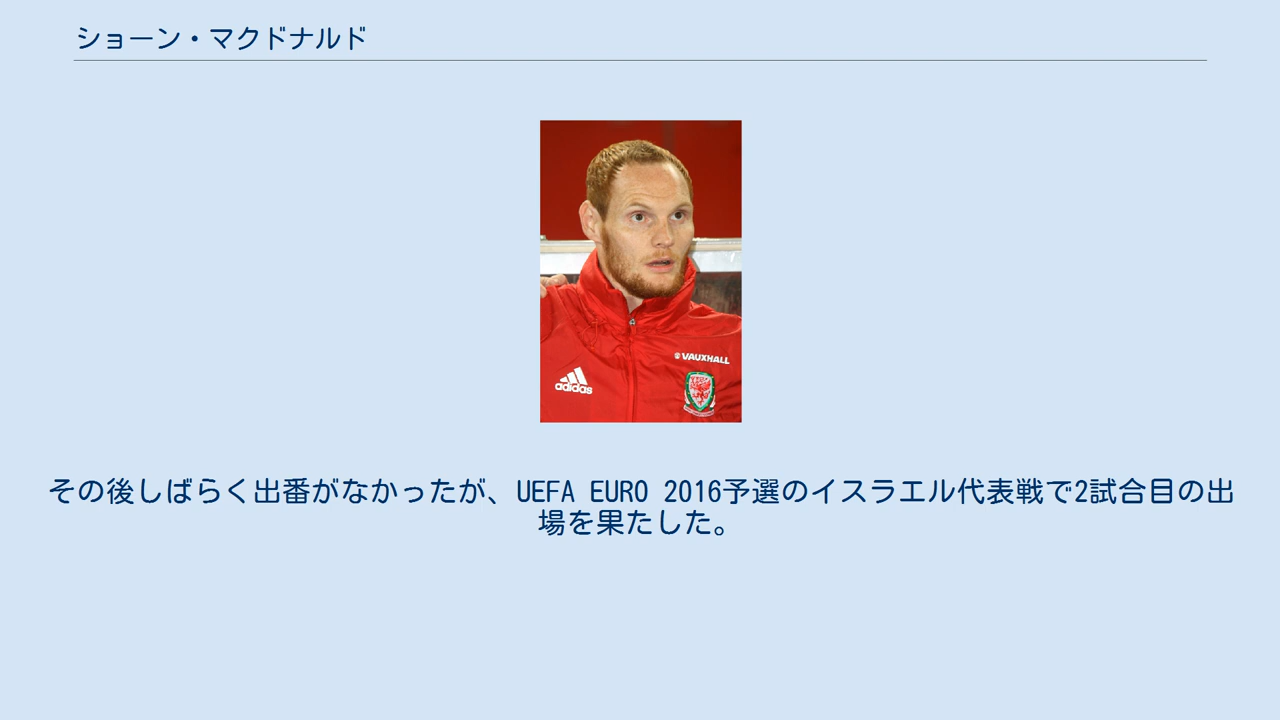 ショーン・マクドナルド
VAUXHALL
adidas
その後しばらく出番がなかったが、UEFA EURO 2016予選のイスラエル代表戦で2試合目の出
場を果たした。